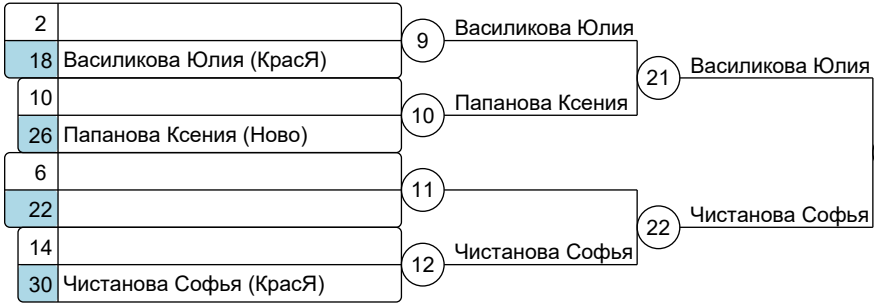 2
18 Василикова Юлия (КрасЯ)
9
Василикова Юлия
10
26 Папанова Ксения (Ново)
10
Папанова Ксения
21
Василикова Юлия
6
22
11
14
30 Чистанова Софья (КрасЯ)
12
Чистанова Софья
22
Чистанова Софья